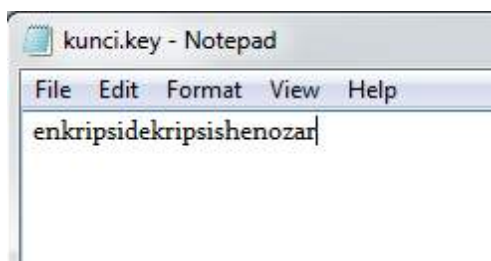 kunci.key - Notepad
File Edit Format View Help
enkripsidekripsishenozar